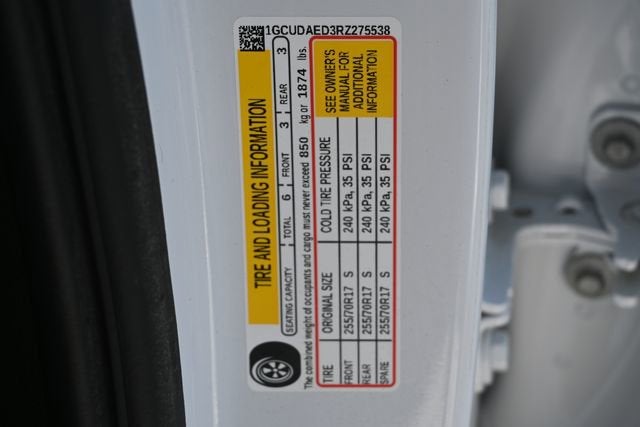 1GCUDAED3RZ275538
TIRE AND LOADING INFORMATION
SEATING CAPACITY TOTAL 6 FRONT 3 REAR 3
The combined weight of occupants and cargo must never exceed 850 kg or 1874 lbs.
TIRE ORIGINAL SIZE COLD TIRE PRESSURE
FRONT 255/70R17 S 240 kPa, 35 PSI
REAR 255/70R17 S 240 kPa, 35 PSI
SPARE 255/70R17 S 240 kPa, 35 PSI
SEE OWNER'S
MANUAL FOR
ADDITIONAL
INFORMATION